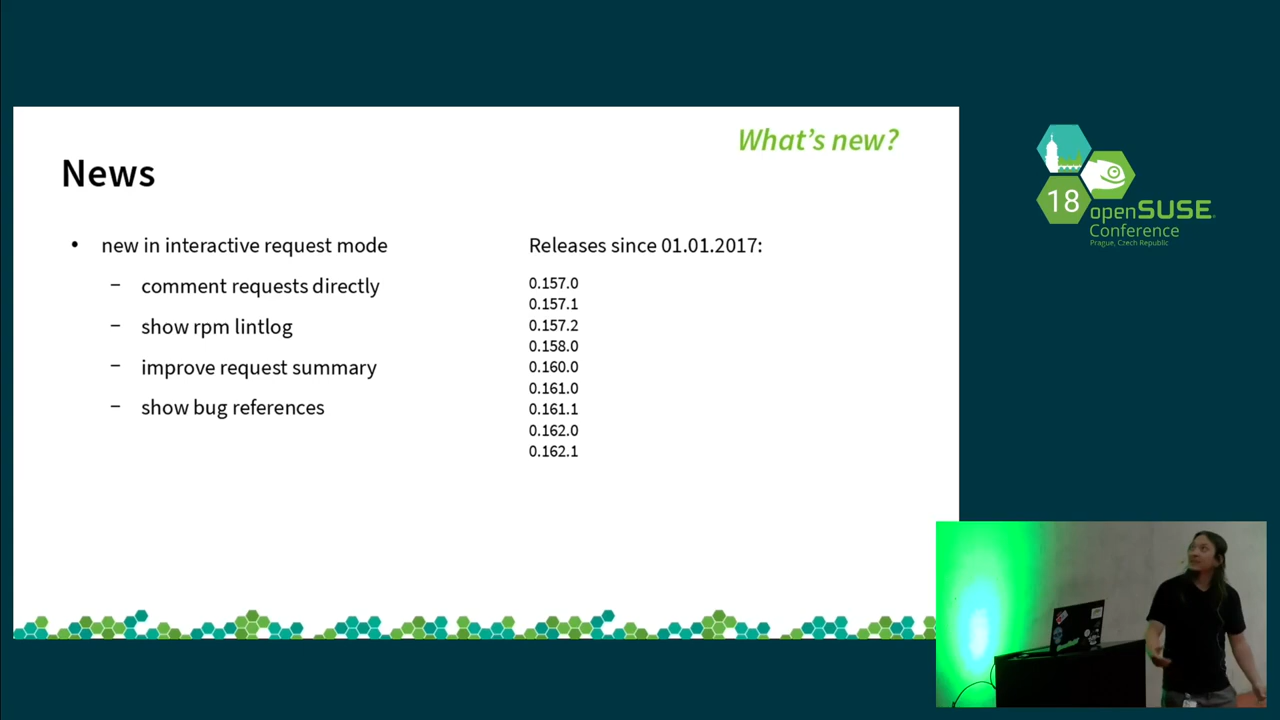 What's new?
News
• new in interactive request mode
– comment requests directly
– show rpm lintlog
– improve request summary
– show bug references
Releases since 01.01.2017:
0.157.0
0.157.1
0.157.2
0.158.0
0.160.0
0.161.0
0.161.1
0.162.0
0.162.1
18
openSUSE
Conference
Prague, Czech Republic